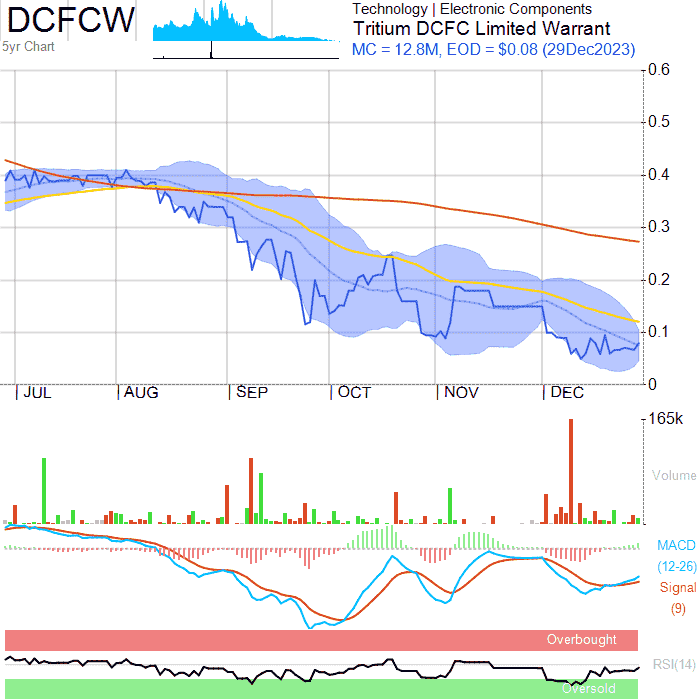 DCFCW
5yr Chart
Technology | Electronic Components
Tritium DCFC Limited Warrant
MC = 12.8M, EOD = $0.08 (29Dec2023)
0.6
0.5
0.4
0.3
0.2
0.1
0
JUL AUG SEP OCT NOV DEC
165k
Volume
MACD
(12-26)
Signal
(9)
Overbought
RSI(14)
Oversold